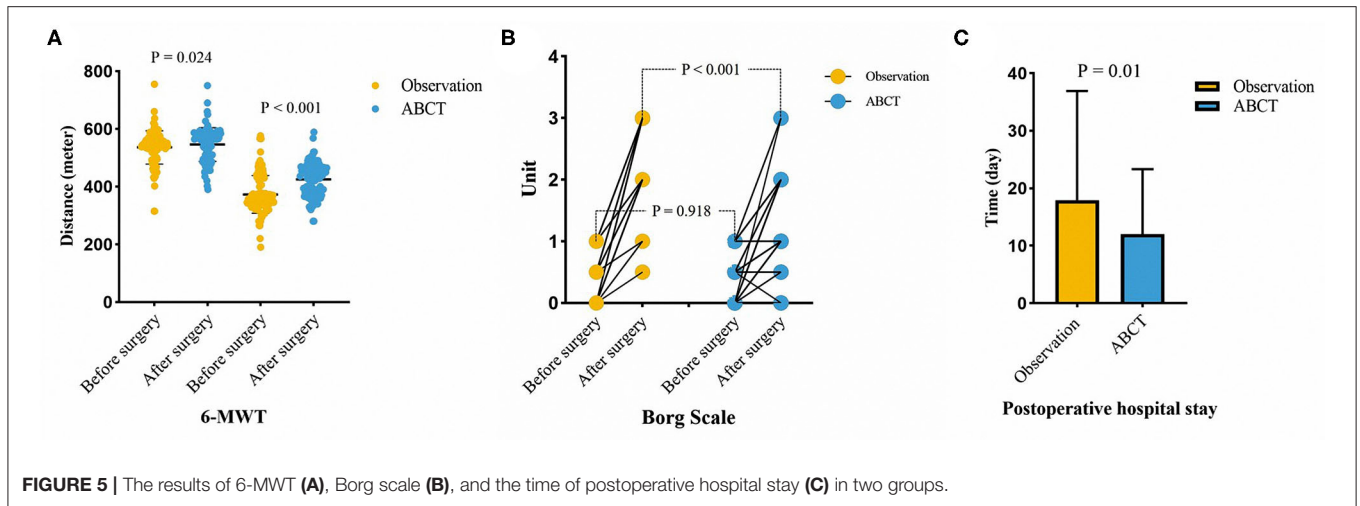 A
P = 0.024
P < 0.001
Observation
ABCT
Distance (meter)
800
600
400
200
0
Before surgery
After surgery
Before surgery
After surgery
6-MWT
B
P < 0.001
P = 0.918
Observation
ABCT
Unit
4
3
2
1
0
Before surgery
After surgery
Before surgery
After surgery
Borg Scale
C
P = 0.01
Observation
ABCT
Time (day)
40
30
20
10
0
Observation
ABCT
Postoperative hospital stay
FIGURE 5 | The results of 6-MWT (A), Borg scale (B), and the time of postoperative hospital stay (C) in two groups.